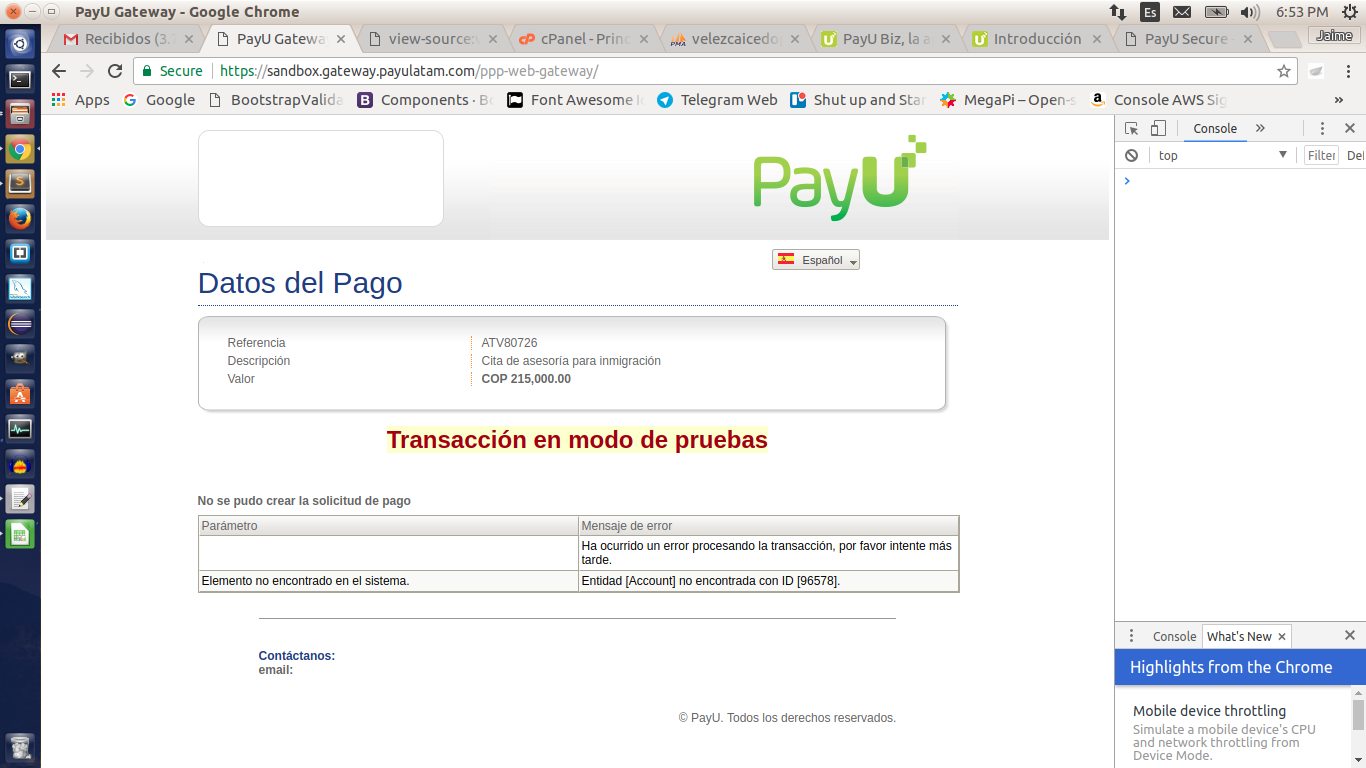 PayU Gateway - Google Chrome
Es
6:53 PM
Recibidos (3.
PayU Gatewa
view-source:v
cPanel - Princ
velezcaicedo
PayU Biz, la a
Introducción
PayU Secure
Jaime
Secure
https://sandbox.gateway.payulatam.com/ppp-web-gateway/
Apps
Google
BootstrapValida
Components · Bo
Font Awesome Ic
Telegram Web
Shut up and Star
MegaPi – Open-s
Console AWS Sig
»
PayU
Console
»
top
Filter
Del
Español
Datos del Pago
Referencia
ATV80726
Descripción
Cita de asesoría para inmigración
Valor
COP 215,000.00
Transacción en modo de pruebas
No se pudo crear la solicitud de pago
Parámetro
Mensaje de error
Ha ocurrido un error procesando la transacción, por favor intente más
tarde.
Elemento no encontrado en el sistema.
Entidad [Account] no encontrada con ID [96578].
Contáctanos:
email:
© PayU. Todos los derechos reservados.
Console
What's New
Highlights from the Chrome
Mobile device throttling
Simulate a mobile device's CPU
and network throttling from
Device Mode.